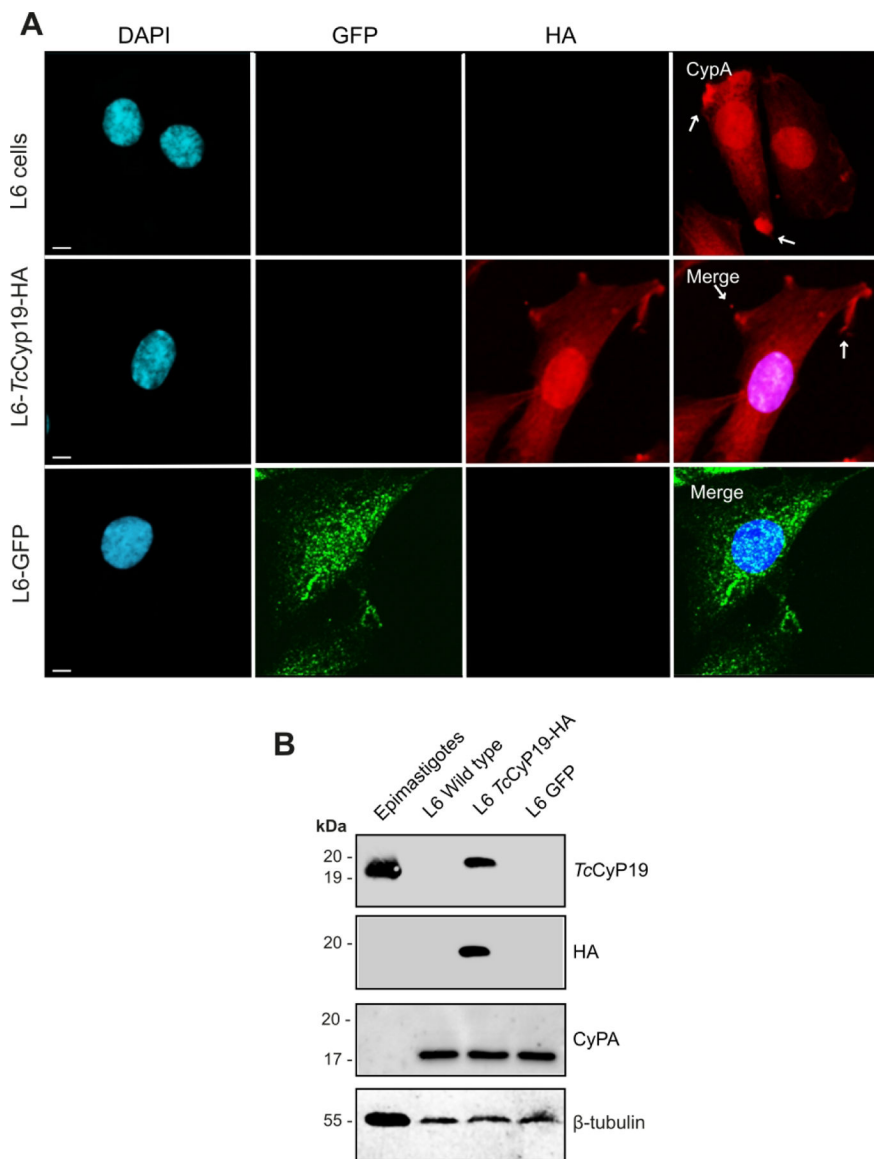 A
DAPI GFP HA
L6 cells
CypA
L6-TcCyp19-HA
Merge
L6-GFP
Merge
B
Epimastigotes
L6 Wild type
L6 TcCyP19-HA
L6 GFP
kDa
20 -
19 -
TcCyP19
20 -
HA
20 -
17 -
CyPA
55 -
β-tubulin